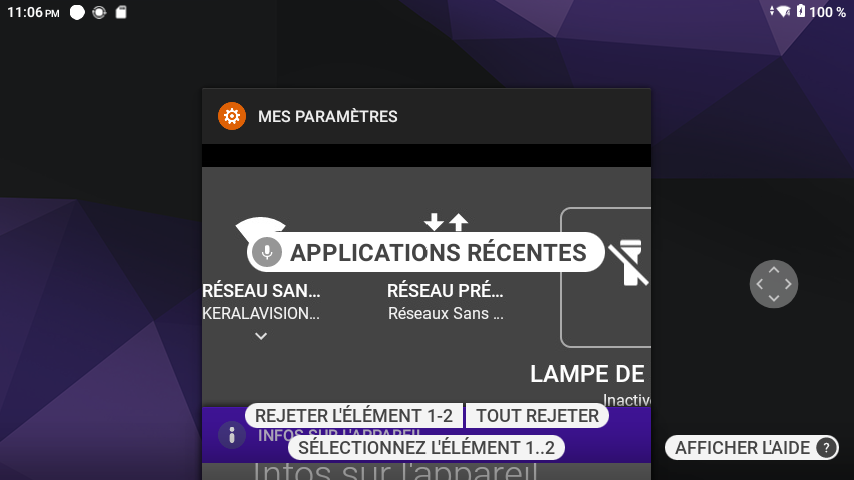 11:06 PM
100 %
MES PARAMÈTRES
APPLICATIONS RÉCENTES
RÉSEAU SAN...
RÉSEAU PRÉ...
KERALAVISION...
Réseaux Sans ...
LAMPE DE
Inactive
REJETER L'ÉLÉMENT 1-2
TOUT REJETER
INFOS SUR L'APPAREIL
SÉLECTIONNEZ L'ÉLÉMENT 1..2
AFFICHER L'AIDE ?
Infos sur l'appareil